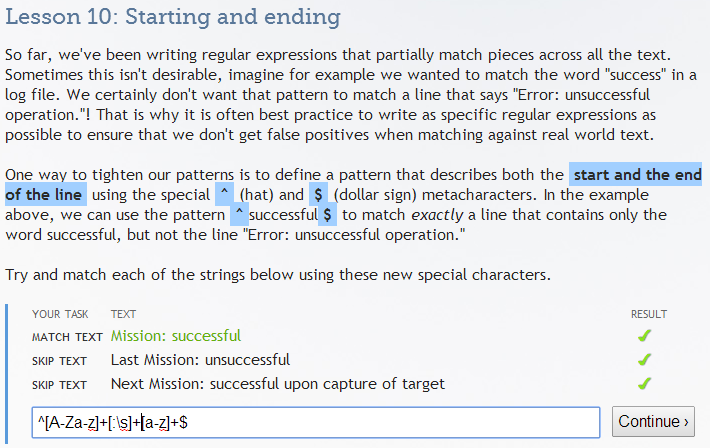 Lesson 10: Starting and ending
So far, we've been writing regular expressions that partially match pieces across all the text.
Sometimes this isn't desirable, imagine for example we wanted to match the word "success" in a
log file. We certainly don't want that pattern to match a line that says "Error: unsuccessful
operation."! That is why it is often best practice to write as specific regular expressions as
possible to ensure that we don't get false positives when matching against real world text.
One way to tighten our patterns is to define a pattern that describes both the start and the end
of the line using the special ^ (hat) and $ (dollar sign) metacharacters. In the example
above, we can use the pattern ^successful$ to match exactly a line that contains only the
word successful, but not the line "Error: unsuccessful operation."
Try and match each of the strings below using these new special characters.
YOUR TASK TEXT RESULT
MATCH TEXT Mission: successful ✓
SKIP TEXT Last Mission: unsuccessful ✓
SKIP TEXT Next Mission: successful upon capture of target ✓
^[A-Za-z]+[:\s]+[a-z]+$ Continue ›